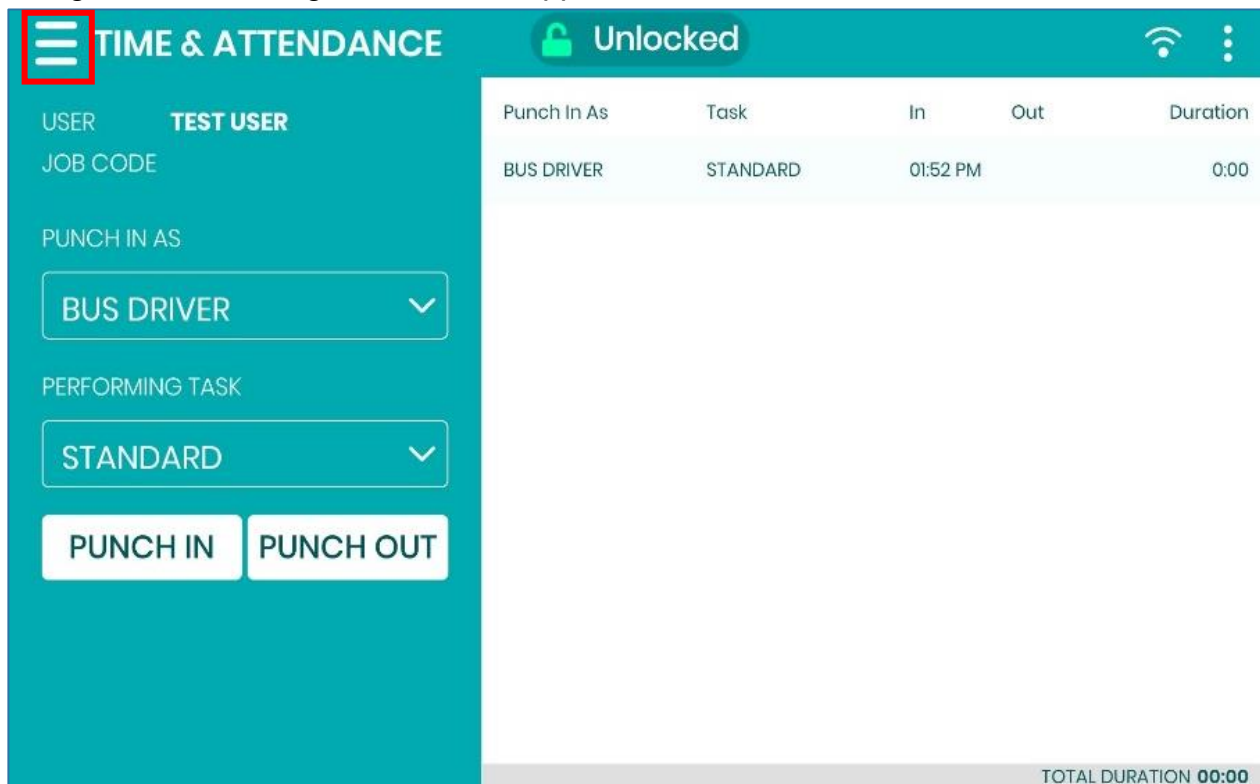 TIME & ATTENDANCE
Unlocked
USER TEST USER
JOB CODE
PUNCH IN AS
BUS DRIVER
PERFORMING TASK
STANDARD
PUNCH IN
PUNCH OUT
Punch In As Task In Out Duration
BUS DRIVER STANDARD 01:52 PM 0:00
TOTAL DURATION 00:00